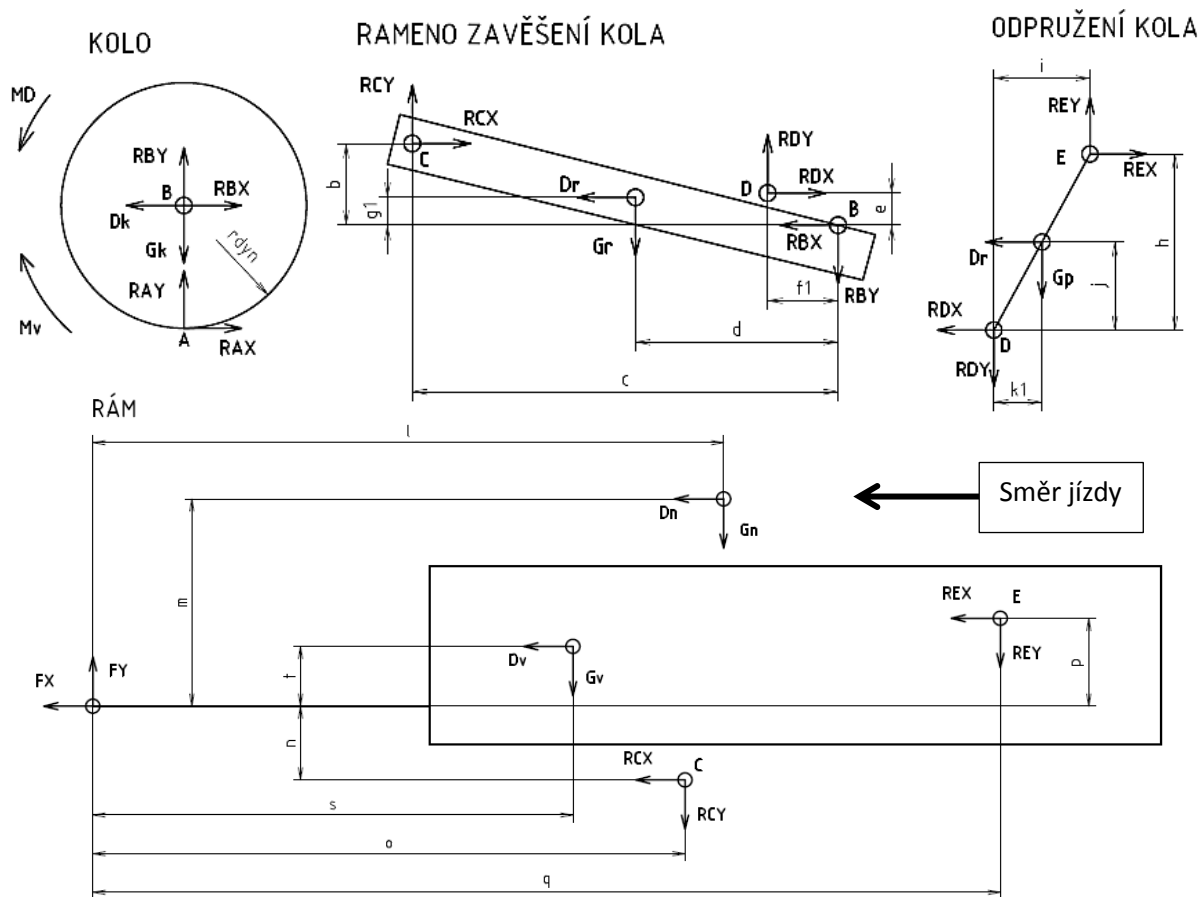 KOLO
MD
RBY
B
RBX
Dk
Gk
rdyn
RAY
Mv
A
RAX
RAMENO ZAVĚŠENÍ KOLA
RCY
RCX
C
b
g1
Dr
Gr
RDY
RDX
D
B
e
RBX
RBY
f1
d
c
ODPRUŽENÍ KOLA
i
REY
E
REX
h
Dr
Gp
j
RDX
D
RDY
k1
RÁM
l
Směr jízdy
Dn
Gn
m
REX
E
REY
p
Dv
Gv
t
FY
FX
n
RCX
C
RCY
s
o
q